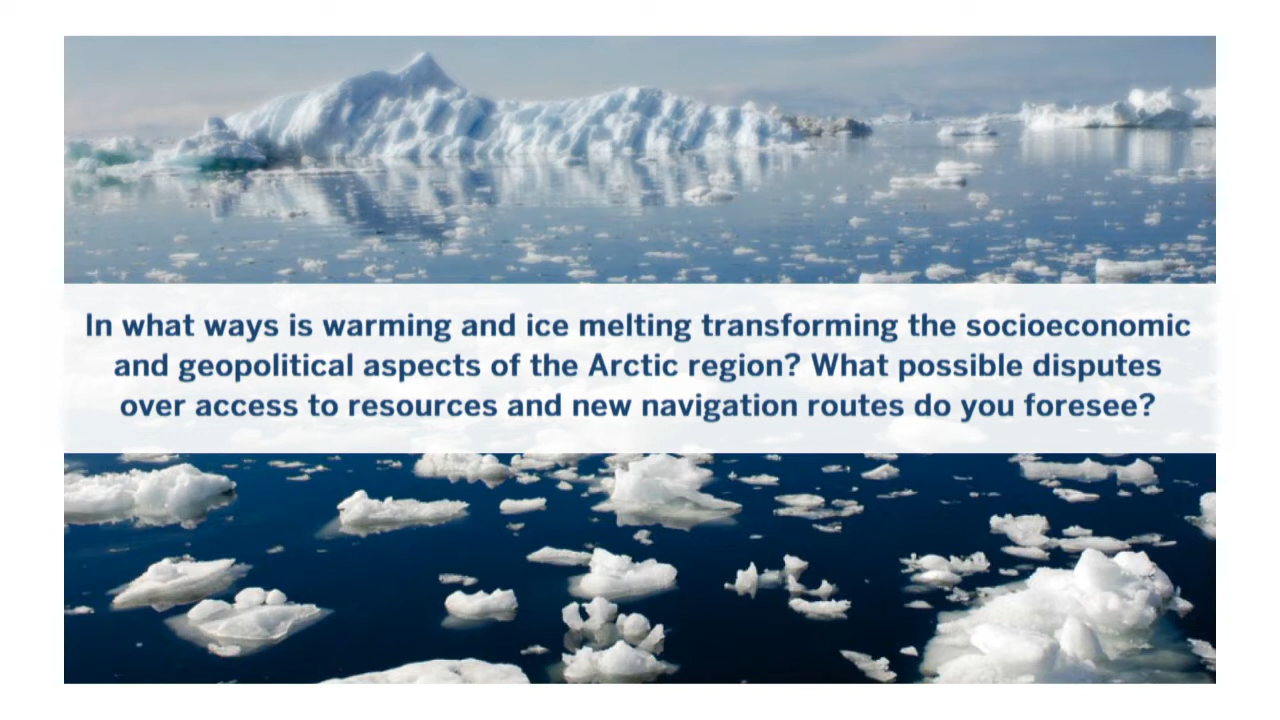 In what ways is warming and ice melting transforming the socioeconomic
and geopolitical aspects of the Arctic region? What possible disputes
over access to resources and new navigation routes do you foresee?